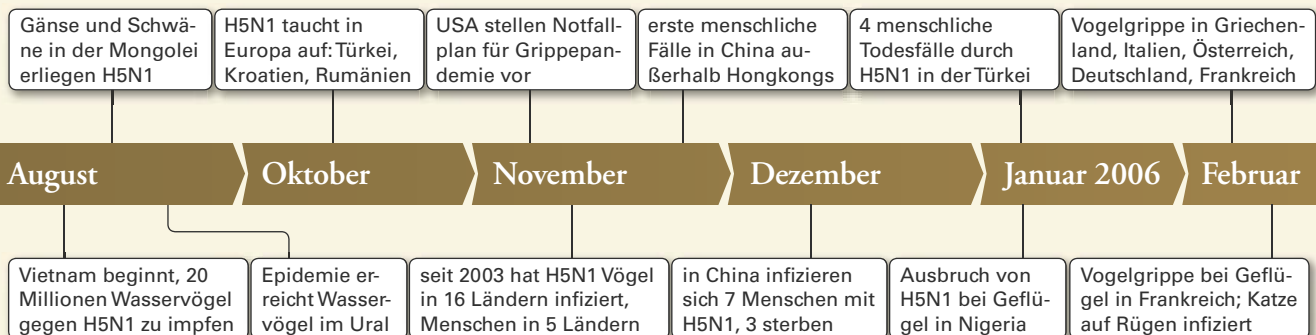 Gänse und Schwä-
ne in der Mongolei
erliegen H5N1
H5N1 taucht in
Europa auf: Türkei,
Kroatien, Rumänien
USA stellen Notfall-
plan für Grippepan-
demie vor
erste menschliche
Fälle in China au-
ßerhalb Hongkongs
4 menschliche
Todesfälle durch
H5N1 in der Türkei
Vogelgrippe in Griechen-
land, Italien, Österreich,
Deutschland, Frankreich
August
Oktober
November
Dezember
Januar 2006
Februar
Vietnam beginnt, 20
Millionen Wasservögel
gegen H5N1 zu impfen
Epidemie er-
reicht Wasser-
vögel im Ural
seit 2003 hat H5N1 Vögel
in 16 Ländern infiziert,
Menschen in 5 Ländern
in China infizieren
sich 7 Menschen mit
H5N1, 3 sterben
Ausbruch von
H5N1 bei Geflü-
gel in Nigeria
Vogelgrippe bei Geflü-
gel in Frankreich; Katze
auf Rügen infiziert